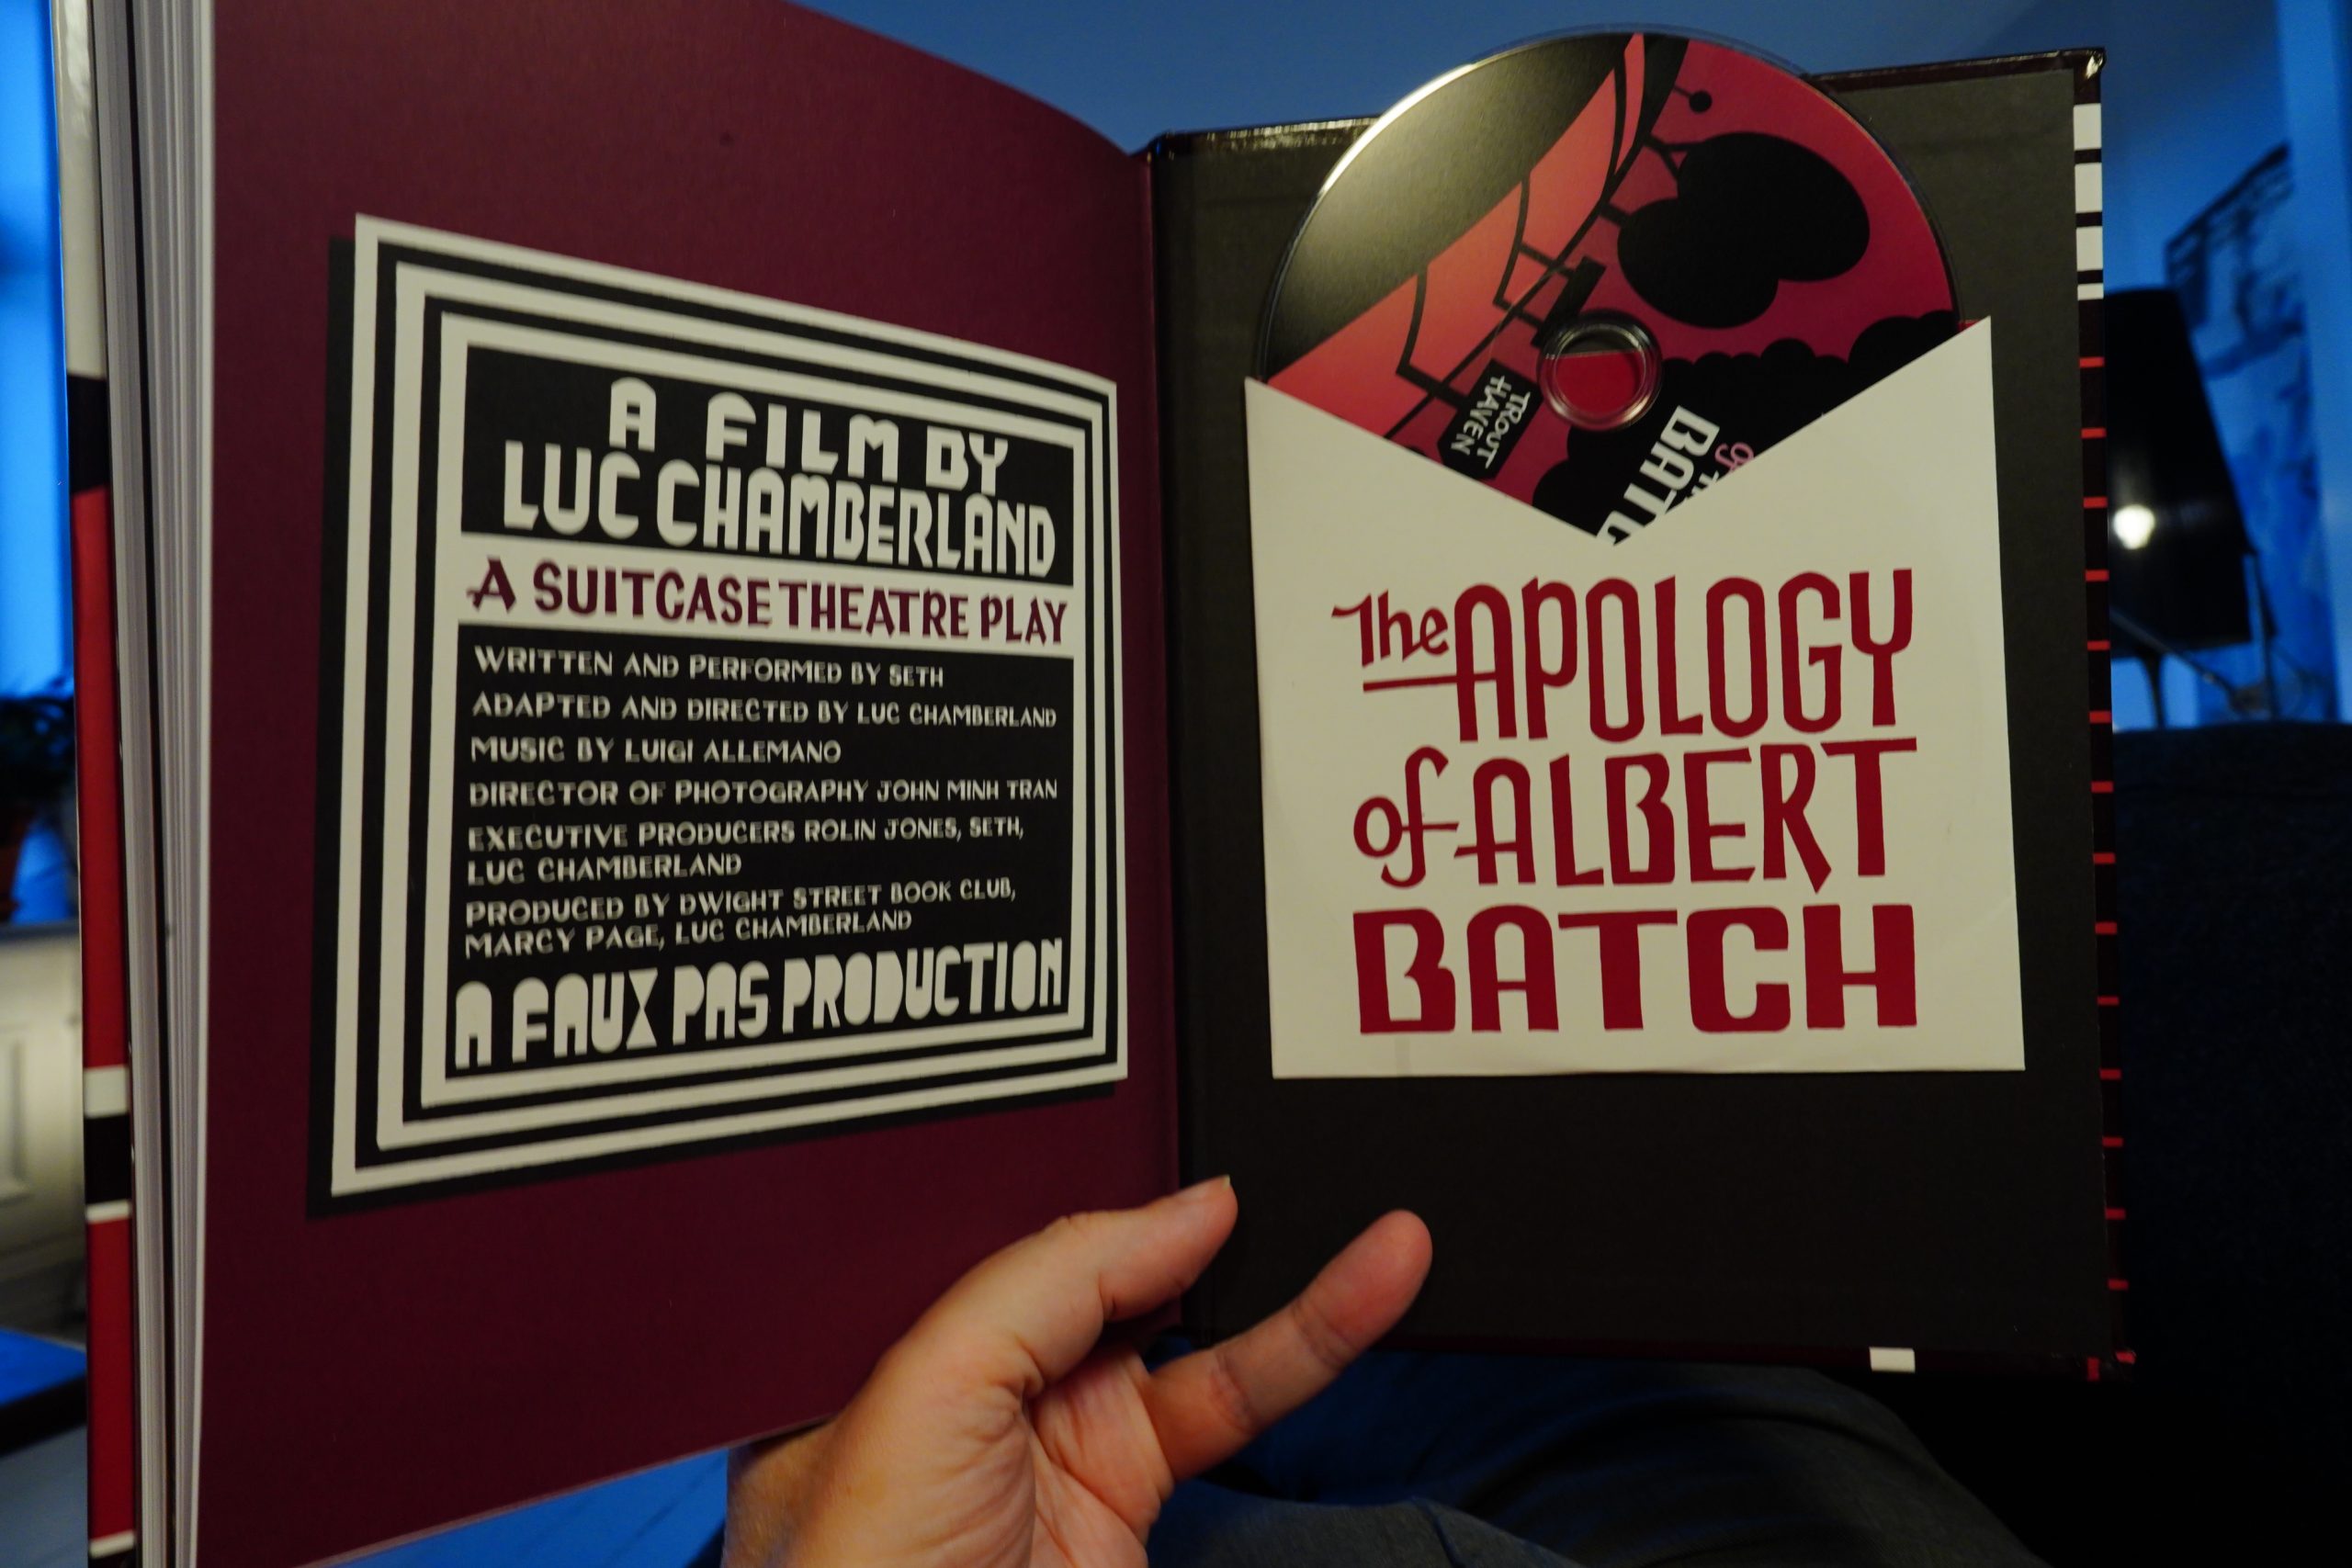 A FILM BY
LUC CHAMBERLAND
A SUITCASE THEATRE PLAY
WRITTEN AND PERFORMED BY SETH
ADAPTED AND DIRECTED BY LUC CHAMBERLAND
MUSIC BY LUIGI ALLEMANO
DIRECTOR OF PHOTOGRAPHY JOHN MINH TRAN
EXECUTIVE PRODUCERS ROLIN JONES, SETH,
LUC CHAMBERLAND
PRODUCED BY DWIGHT STREET BOOK CLUB,
MARCY PAGE, LUC CHAMBERLAND
A FAUX PAS PRODUCTION
TROUT
HAVEN
of
The APOLOGY
of ALBERT
BATCH